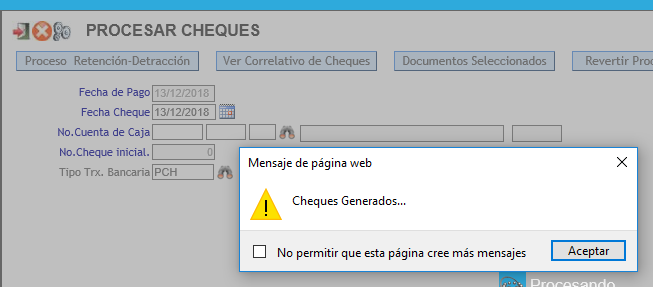 PROCESAR CHEQUES
Proceso Retención-Detracción Ver Correlativo de Cheques Documentos Seleccionados Revertir Proc
Fecha de Pago 13/12/2018
Fecha Cheque 13/12/2018
No.Cuenta de Caja
No.Cheque inicial. 0
Tipo Trx. Bancaria PCH
Mensaje de página web
Cheques Generados...
No permitir que esta página cree más mensajes
Aceptar
Procesando